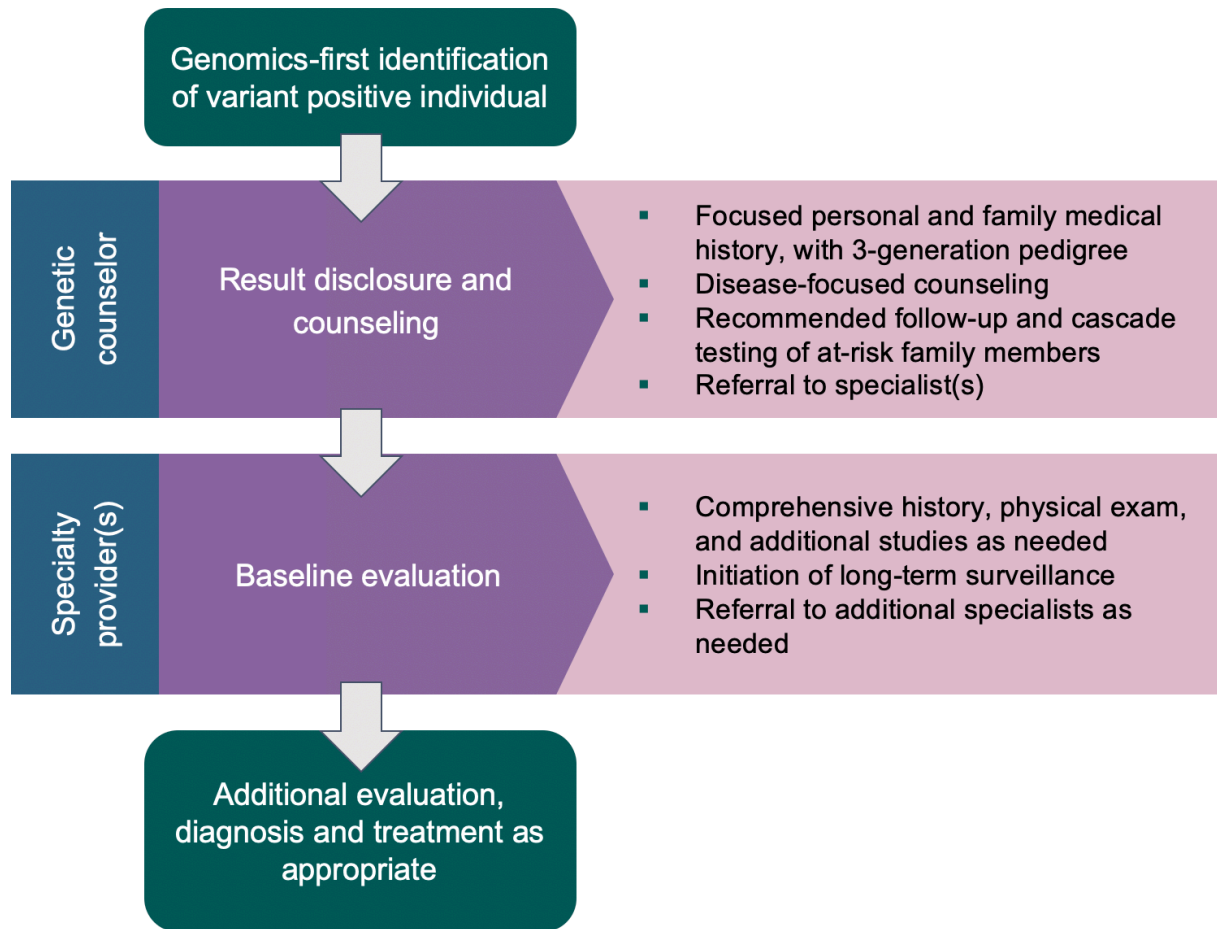 Genomics-first identification
of variant positive individual
Genetic
counselor
Result disclosure and
counseling
▪ Focused personal and family medical
history, with 3-generation pedigree
▪ Disease-focused counseling
▪ Recommended follow-up and cascade
testing of at-risk family members
▪ Referral to specialist(s)
Specialty
provider(s)
Baseline evaluation
▪ Comprehensive history, physical exam,
and additional studies as needed
▪ Initiation of long-term surveillance
▪ Referral to additional specialists as
needed
Additional evaluation,
diagnosis and treatment as
appropriate